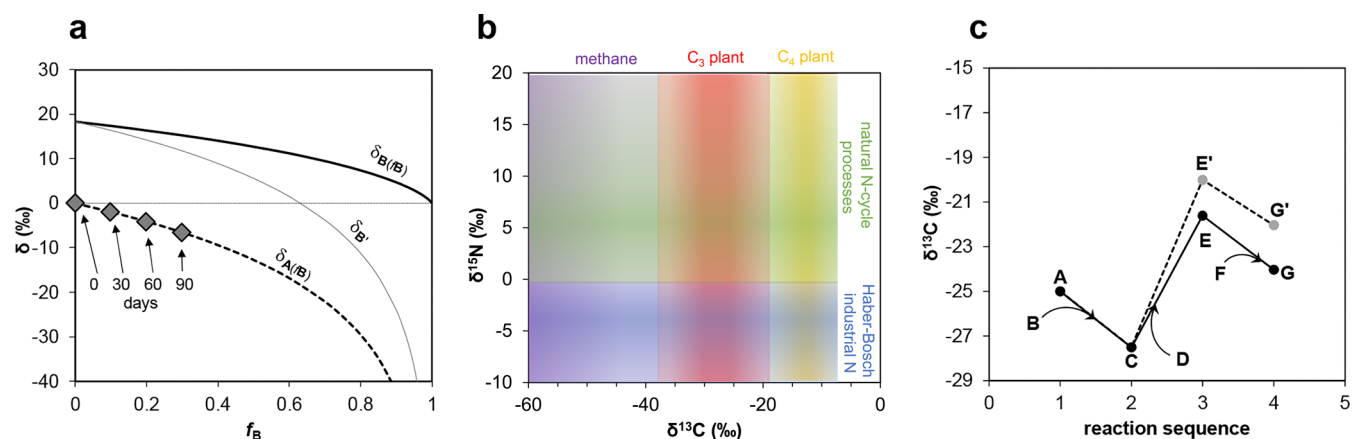 a
30
20
10
0
-10
-20
-30
-40
δ (‰)
δB(fB)
δB'
δA(fB)
0 30 60 90
days
0 0.2 0.4 0.6 0.8 1
fB
b
methane
C3 plant
C4 plant
20
15
10
5
0
-5
-10
δ15N (‰)
natural N-cycle
processes
Haber-Bosch
industrial N
-60 -40 -20 0
δ13C (‰)
c
-15
-17
-19
-21
-23
-25
-27
-29
δ13C (‰)
E'
G'
A
E
F
G
B
C
D
0 1 2 3 4 5
reaction sequence